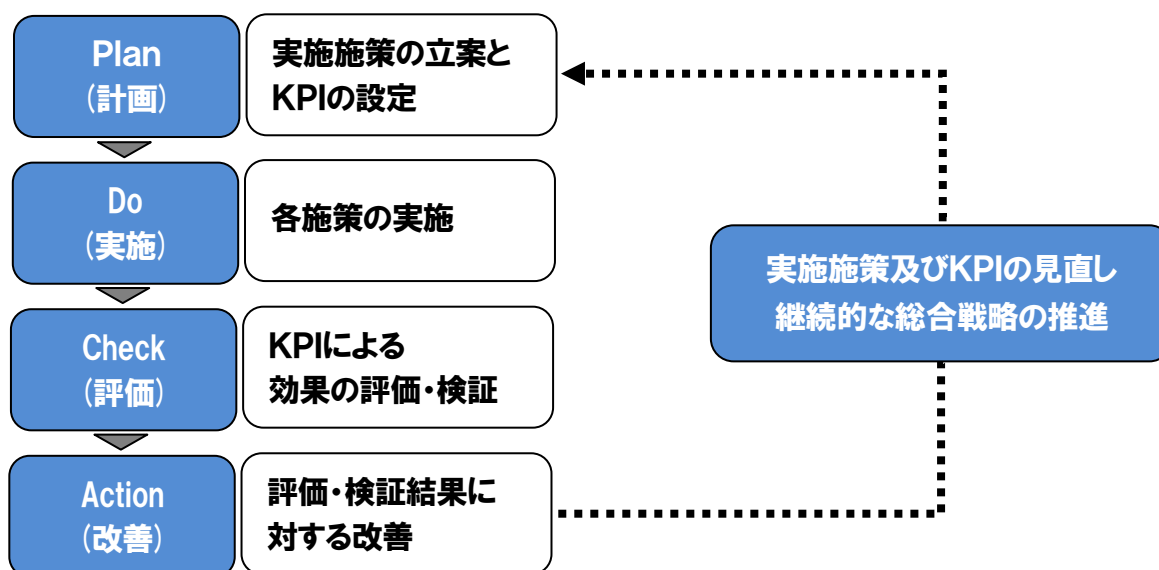 Plan
(計画)
実施施策の立案と
KPIの設定
Do
(実施)
各施策の実施
Check
(評価)
KPIによる
効果の評価・検証
Action
(改善)
評価・検証結果に
対する改善
実施施策及びKPIの見直し
継続的な総合戦略の推進